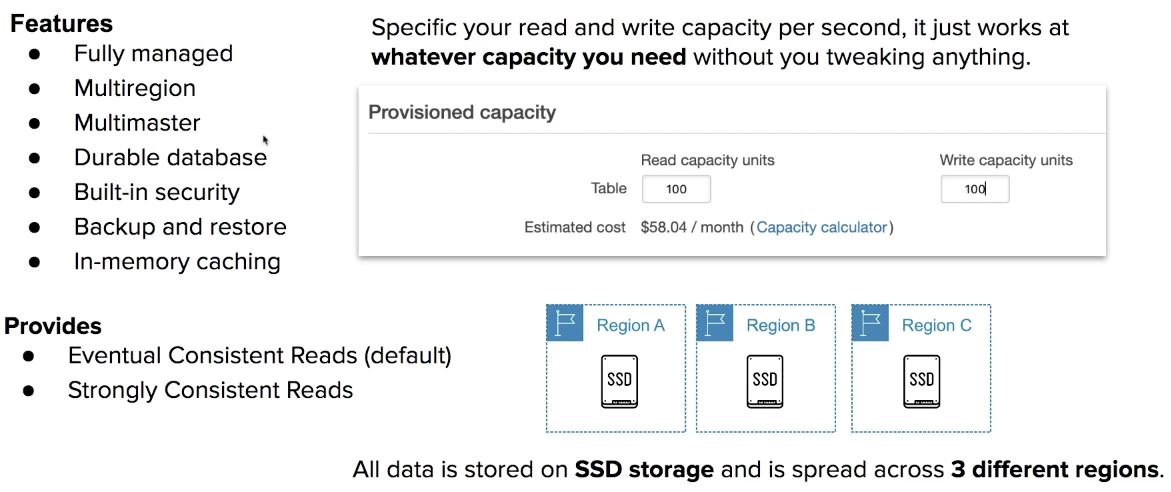 Features
● Fully managed
● Multiregion
● Multimaster
● Durable database
● Built-in security
● Backup and restore
● In-memory caching
Specific your read and write capacity per second, it just works at
whatever capacity you need without you tweaking anything.
Provisioned capacity
Read capacity units Write capacity units
Table 100 100
Estimated cost $58.04 / month (Capacity calculator)
Provides
● Eventual Consistent Reads (default)
● Strongly Consistent Reads
Region A Region B Region C
SSD SSD SSD
All data is stored on SSD storage and is spread across 3 different regions.